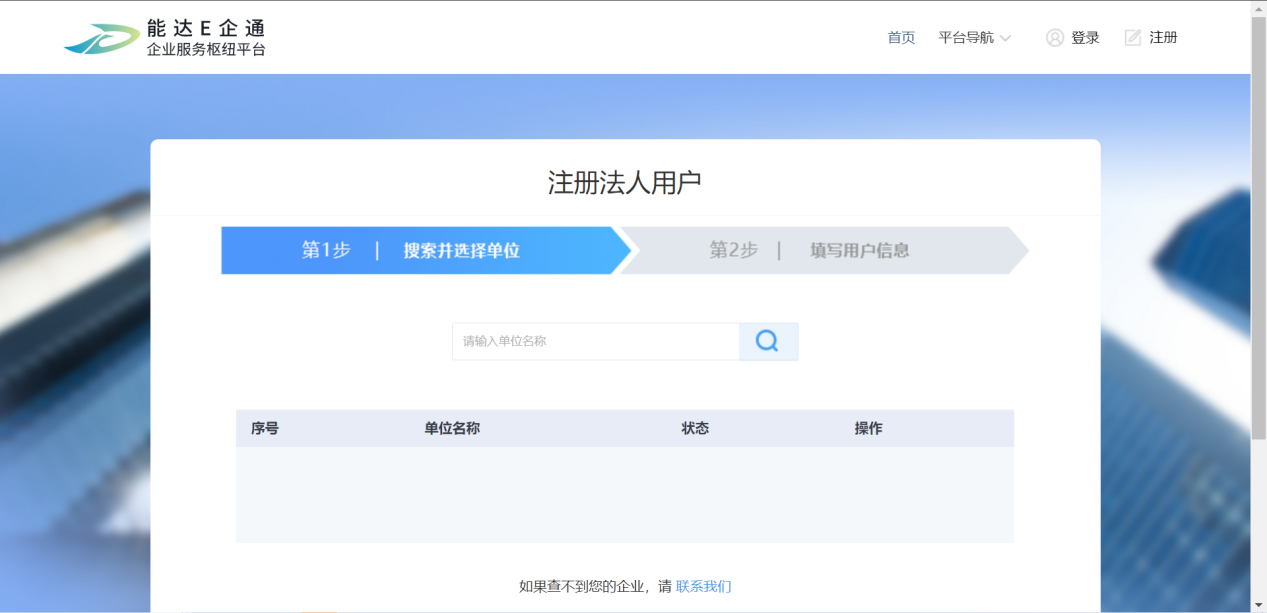 能达E企通
企业服务枢纽平台
首页 平台导航 登录 注册
注册法人用户
第1步 | 搜索并选择单位 第2步 | 填写用户信息
请输入单位名称
序号 单位名称 状态 操作
如果查不到您的企业，请 联系我们